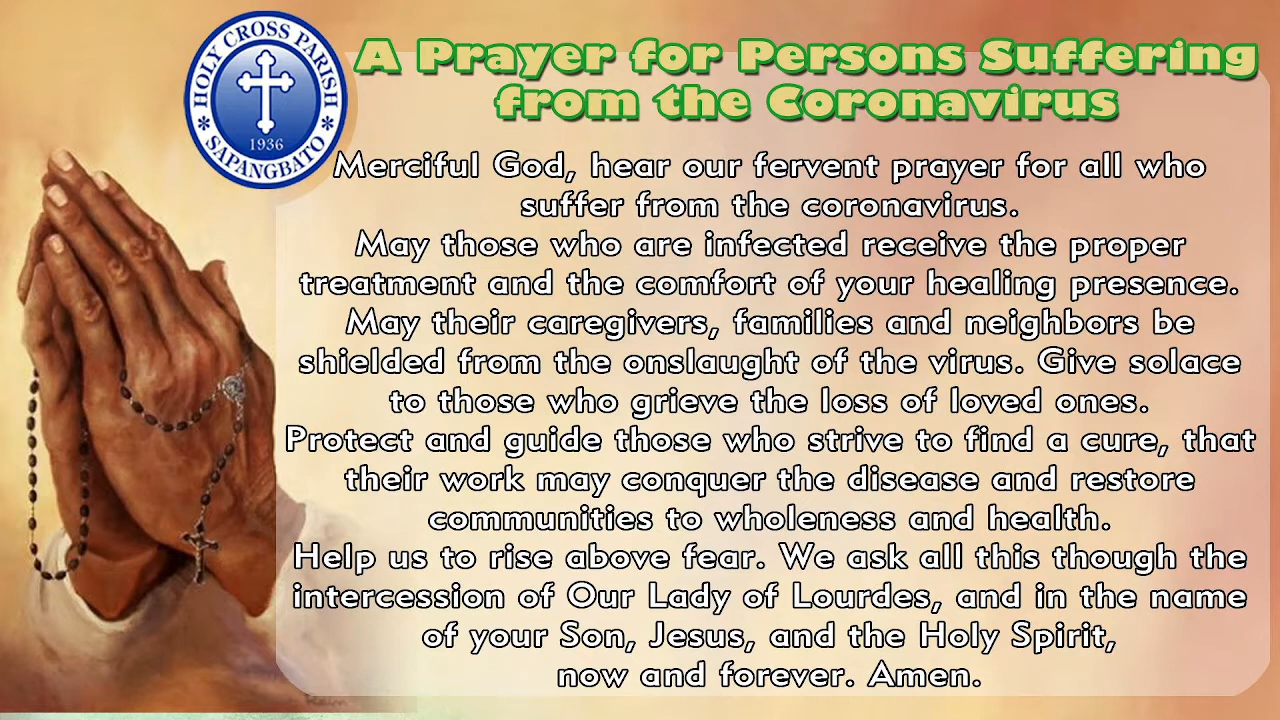 HOLY CROSS PARISH
1936
SAPANGBATO
A Prayer for Persons Suffering
from the Coronavirus
Merciful God, hear our fervent prayer for all who
suffer from the coronavirus.
May those who are infected receive the proper
treatment and the comfort of your healing presence.
May their caregivers, families and neighbors be
shielded from the onslaught of the virus. Give solace
to those who grieve the loss of loved ones.
Protect and guide those who strive to find a cure, that
their work may conquer the disease and restore
communities to wholeness and health.
Help us to rise above fear. We ask all this though the
intercession of Our Lady of Lourdes, and in the name
of your Son, Jesus, and the Holy Spirit,
now and forever. Amen.